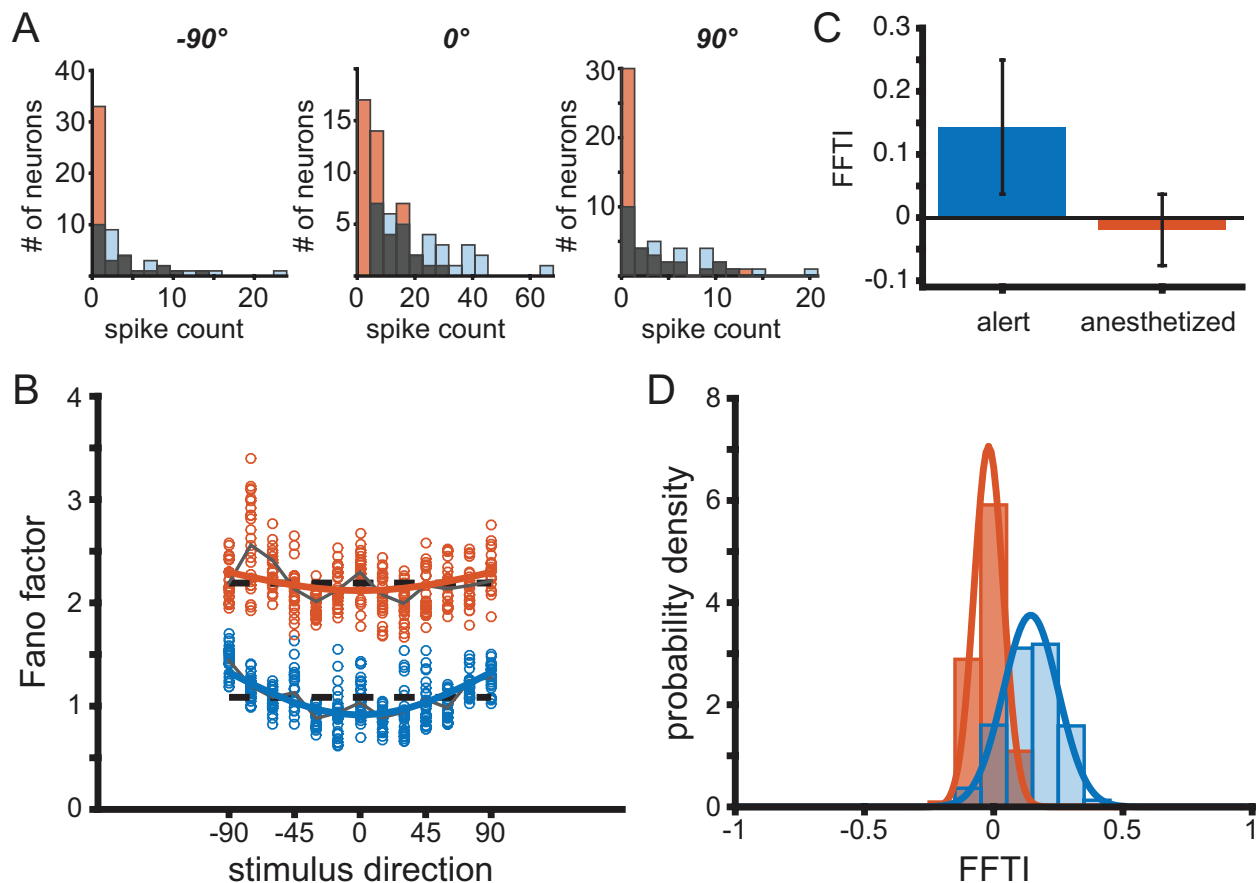 A
-90°
0°
90°
# of neurons
40
30
20
10
0
10
20
spike count
# of neurons
15
10
5
0
20
40
60
spike count
# of neurons
30
20
10
0
10
20
spike count
C
FFTI
0.3
0.2
0.1
0
-0.1
alert
anesthetized
B
Fano factor
4
3
2
1
0
-90
-45
0
45
90
stimulus direction
D
probability density
8
6
4
2
0
-1
-0.5
0
0.5
1
FFTI